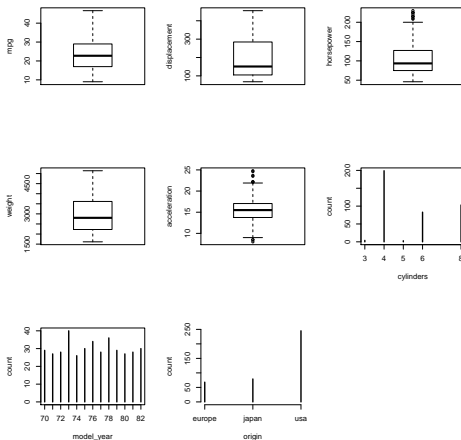 mpg
10 20 30 40
displacement
100 300
horsepower
50 100 150 200
weight
1500 3000 4500
acceleration
10 15 20 25
count
0 50 100 200
3 4 5 6 8
cylinders
count
0 10 20 30 40
70 72 74 76 78 80 82
model_year
count
0 50 150 250
europe japan usa
origin